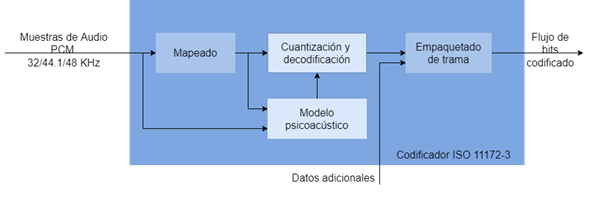 Muestras de Audio
PCM
32/44.1/48 KHz
Mapeado
Cuantización y
decodificación
Empaquetado
de trama
Flujo de
bits
codificado
Modelo
psicoacústico
Codificador ISO 11172-3
Datos adicionales